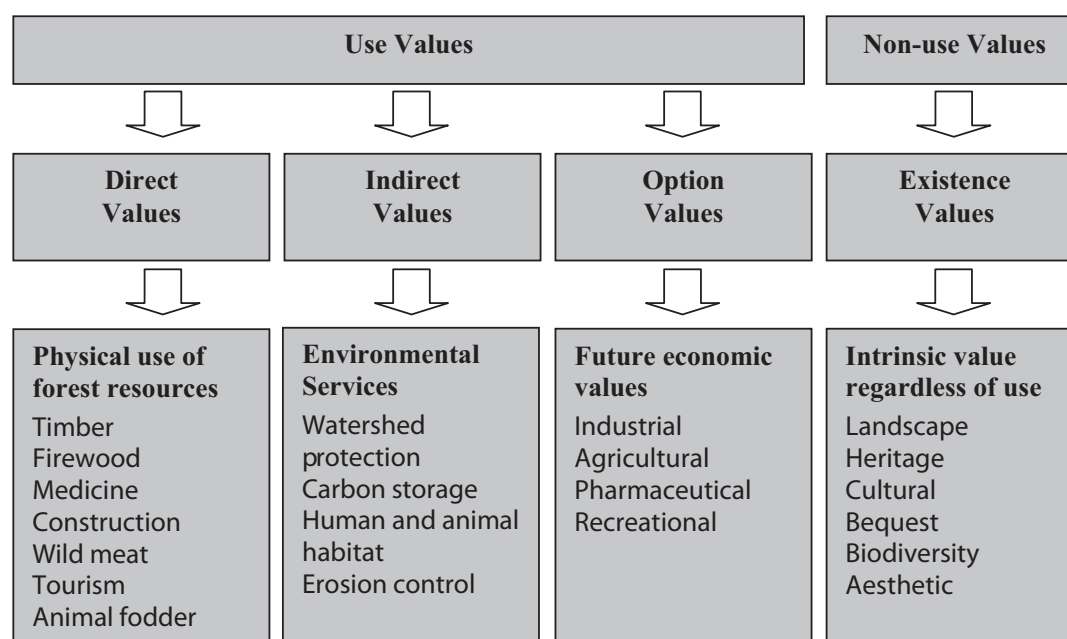 Use Values
Non-use Values
Direct
Values
Indirect
Values
Option
Values
Existence
Values
Physical use of
forest resources
Timber
Firewood
Medicine
Construction
Wild meat
Tourism
Animal fodder
Environmental
Services
Watershed
protection
Carbon storage
Human and animal
habitat
Erosion control
Future economic
values
Industrial
Agricultural
Pharmaceutical
Recreational
Intrinsic value
regardless of use
Landscape
Heritage
Cultural
Bequest
Biodiversity
Aesthetic